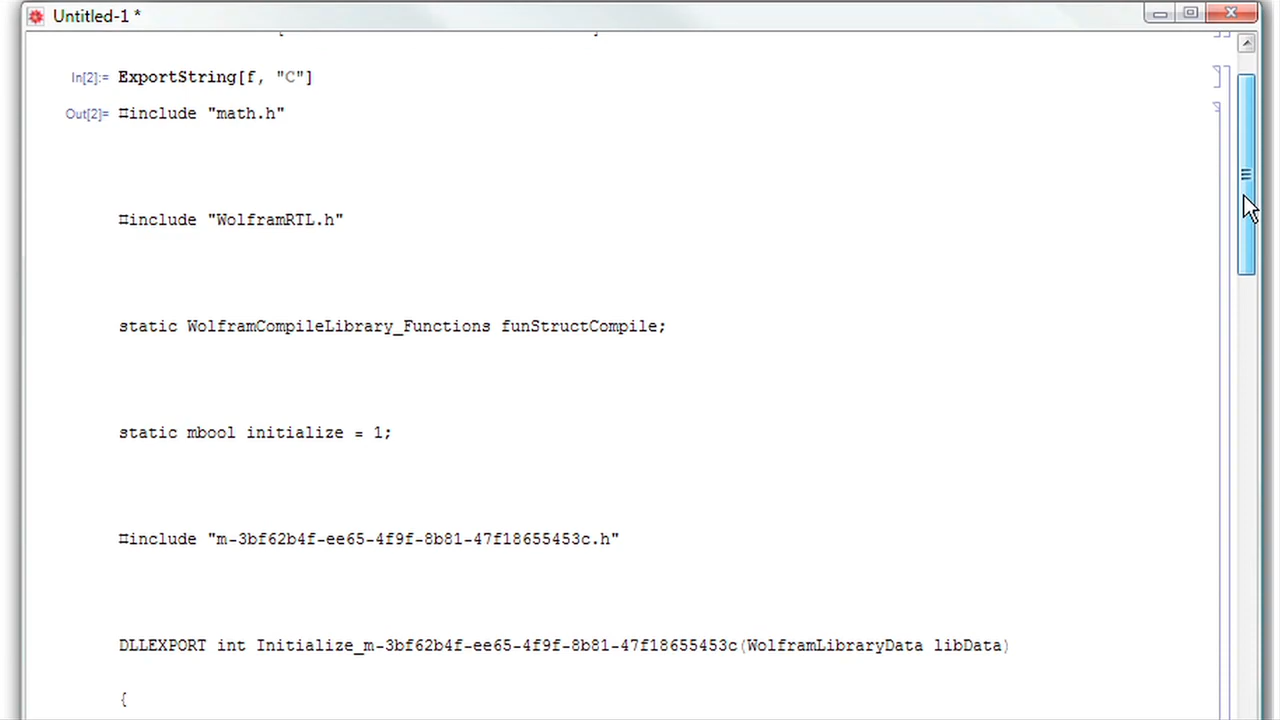 Untitled-1 *
In[2]:= ExportString[f, "C"]
Out[2]= #include "math.h"
#include "WolframRTL.h"
static WolframCompileLibrary_Functions funStructCompile;
static mbool initialize = 1;
#include "m-3bf62b4f-ee65-4f9f-8b81-47f18655453c.h"
DLLEXPORT int Initialize_m-3bf62b4f-ee65-4f9f-8b81-47f18655453c(WolframLibraryData libData)
{